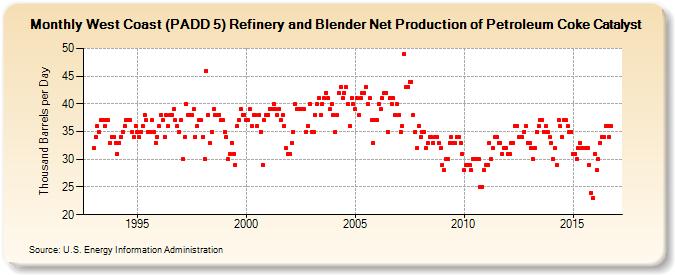 Monthly West Coast (PADD 5) Refinery and Blender Net Production of Petroleum Coke Catalyst
Thousand Barrels per Day
50
45
40
35
30
25
20
1995 2000 2005 2010 2015
Source: U.S. Energy Information Administration